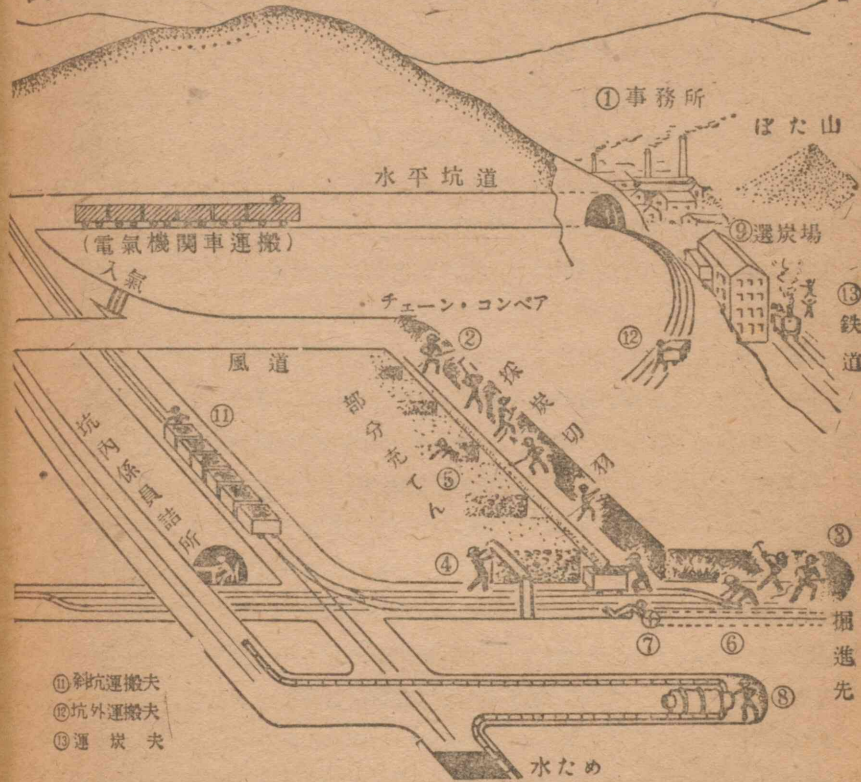 ①事務所
ぼた山
水平坑道
(電氣機関車運搬)
⑨選炭場
入氣
チェーン・コンベア
⑬鉄道
②
⑫
風道
採炭切羽
⑪
部分充てん
坑內係員詰所
⑤
③
④
掘進先
⑦
⑥
⑧
⑪斜坑運搬夫
⑫坑外運搬夫
⑬運炭夫
水ため